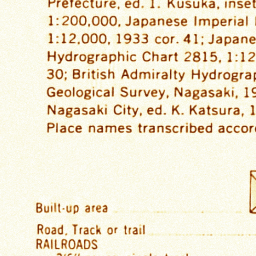 Prefecture, ed. 1. Kusuka, inset
1:200,000, Japanese Imperial
1:12,000, 1933 cor. 41; Japane
Hydrographic Chart 2815, 1:12
30; British Admiralty Hydrograp
Geological Survey, Nagasaki, 19
Nagasaki City, ed. K. Katsura, 1
Place names transcribed accor
Built-up area
Road, Track or trail
RAILROADS